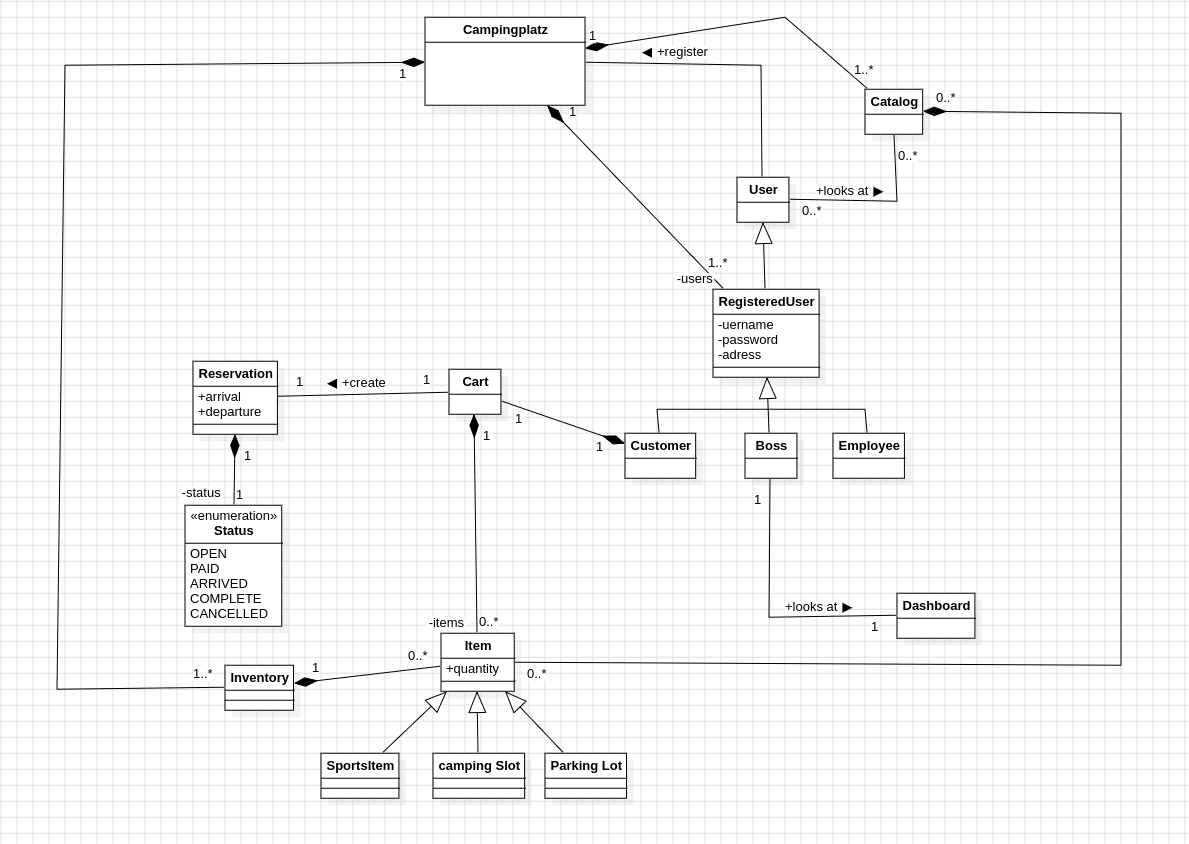 Campingplatz
1
◀ +register
1
1..*
Catalog
0..*
1
0..*
User
+looks at ▶
0..*
1..*
-users
RegisteredUser
-uername
-password
-adress
Reservation
+arrival
+departure
1
◀ +create
1
Cart
1
1
1
Customer
Boss
Employee
1
-status
1
1
«enumeration»
Status
OPEN
PAID
ARRIVED
COMPLETE
CANCELLED
+looks at ▶
1
Dashboard
-items
0..*
Item
+quantity
0..*
0..*
1..*
Inventory
1
SportsItem
camping Slot
Parking Lot